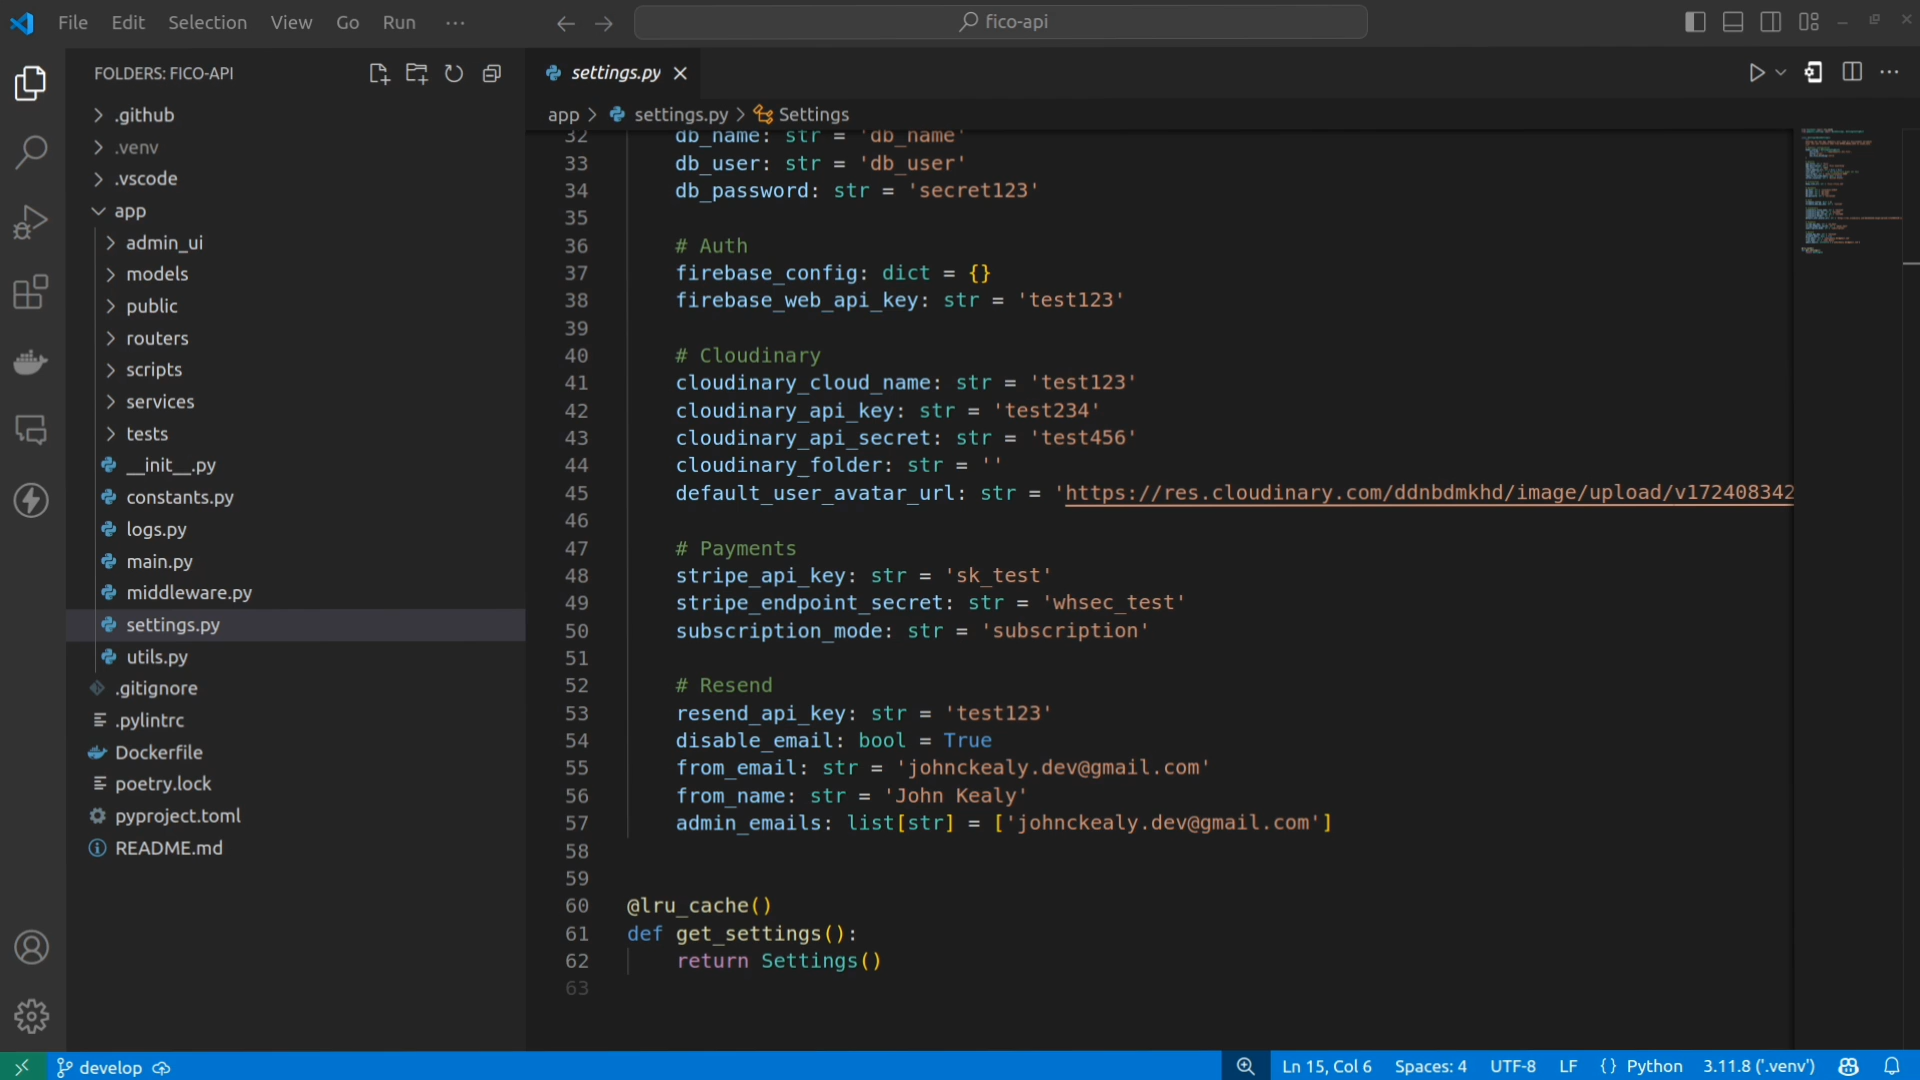 File Edit Selection View Go Run ···
fico-api
FOLDERS: FICO-API
.github
.venv
.vscode
app
admin_ui
models
public
routers
scripts
services
tests
__init__.py
constants.py
logs.py
main.py
middleware.py
settings.py
utils.py
.gitignore
.pylintrc
Dockerfile
poetry.lock
pyproject.toml
README.md
settings.py
app > settings.py > Settings
32 db_name: str = 'db_name'
33 db_user: str = 'db_user'
34 db_password: str = 'secret123'
35
36 # Auth
37 firebase_config: dict = {}
38 firebase_web_api_key: str = 'test123'
39
40 # Cloudinary
41 cloudinary_cloud_name: str = 'test123'
42 cloudinary_api_key: str = 'test234'
43 cloudinary_api_secret: str = 'test456'
44 cloudinary_folder: str = ''
45 default_user_avatar_url: str = 'https://res.cloudinary.com/ddnbdmkhd/image/upload/v172408342
46
47 # Payments
48 stripe_api_key: str = 'sk_test'
49 stripe_endpoint_secret: str = 'whsec_test'
50 subscription_mode: str = 'subscription'
51
52 # Resend
53 resend_api_key: str = 'test123'
54 disable_email: bool = True
55 from_email: str = 'johnckealy.dev@gmail.com'
56 from_name: str = 'John Kealy'
57 admin_emails: list[str] = ['johnckealy.dev@gmail.com']
58
59
60 @lru_cache()
61 def get_settings():
62 return Settings()
63
develop
Ln 15, Col 6 Spaces: 4 UTF-8 LF {} Python 3.11.8 ('.venv')